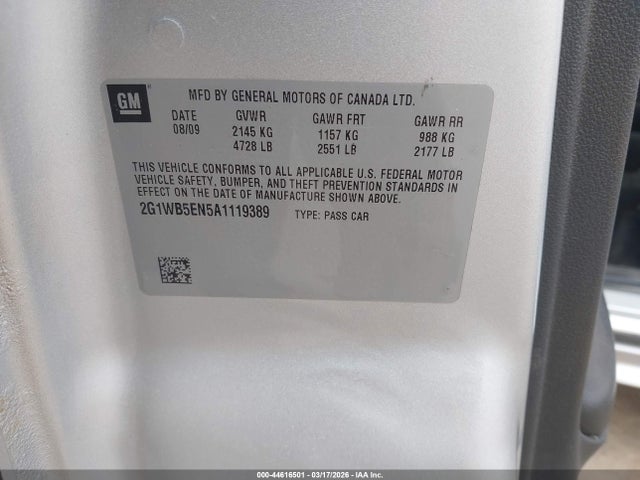 GM
MFD BY GENERAL MOTORS OF CANADA LTD.
DATE GVWR GAWR FRT GAWR RR
08/09 2145 KG 1157 KG 988 KG
4728 LB 2551 LB 2177 LB
THIS VEHICLE CONFORMS TO ALL APPLICABLE U.S. FEDERAL MOTOR
VEHICLE SAFETY, BUMPER, AND THEFT PREVENTION STANDARDS IN
EFFECT ON THE DATE OF MANUFACTURE SHOWN ABOVE.
2G1WB5EN5A1119389 TYPE: PASS CAR
000-44616501 - 03/17/2026 - IAA Inc.